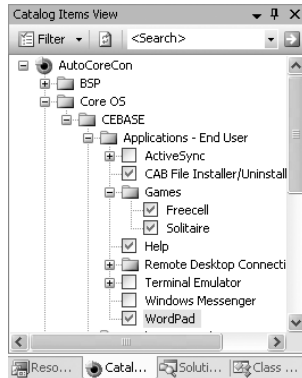 Catalog Items View
Filter <Search>
AutoCoreCon
BSP
Core OS
CEBASE
Applications - End User
ActiveSync
CAB File Installer/Uninstall
Games
Freecell
Solitaire
Help
Remote Desktop Connecti
Terminal Emulator
Windows Messenger
WordPad
Reso... Catal... Soluti... Class ...